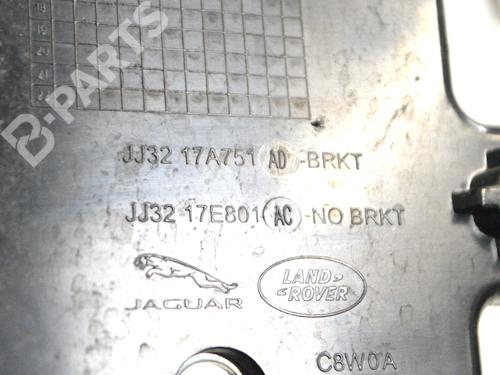 B-PARTS
JJ32 17A751 AD -BRKT
JJ32 17E801 AC -NO BRKT
JAGUAR
LAND-
-ROVER
C8W0A